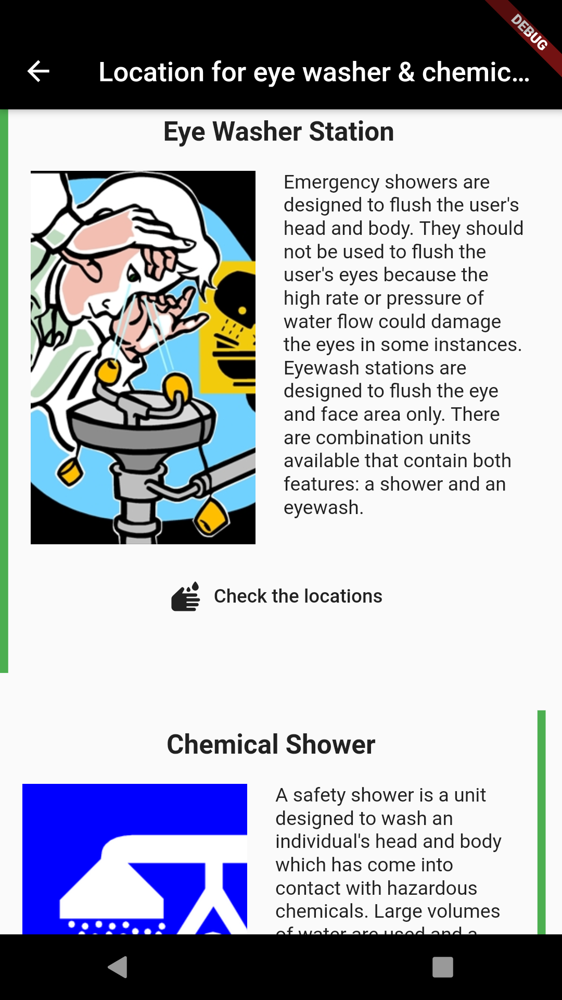 DEBUG
Location for eye washer & chemic...
Eye Washer Station
Emergency showers are
designed to flush the user's
head and body. They should
not be used to flush the
user's eyes because the
high rate or pressure of
water flow could damage
the eyes in some instances.
Eyewash stations are
designed to flush the eye
and face area only. There
are combination units
available that contain both
features: a shower and an
eyewash.
Check the locations
Chemical Shower
A safety shower is a unit
designed to wash an
individual's head and body
which has come into
contact with hazardous
chemicals. Large volumes
of water are used and a